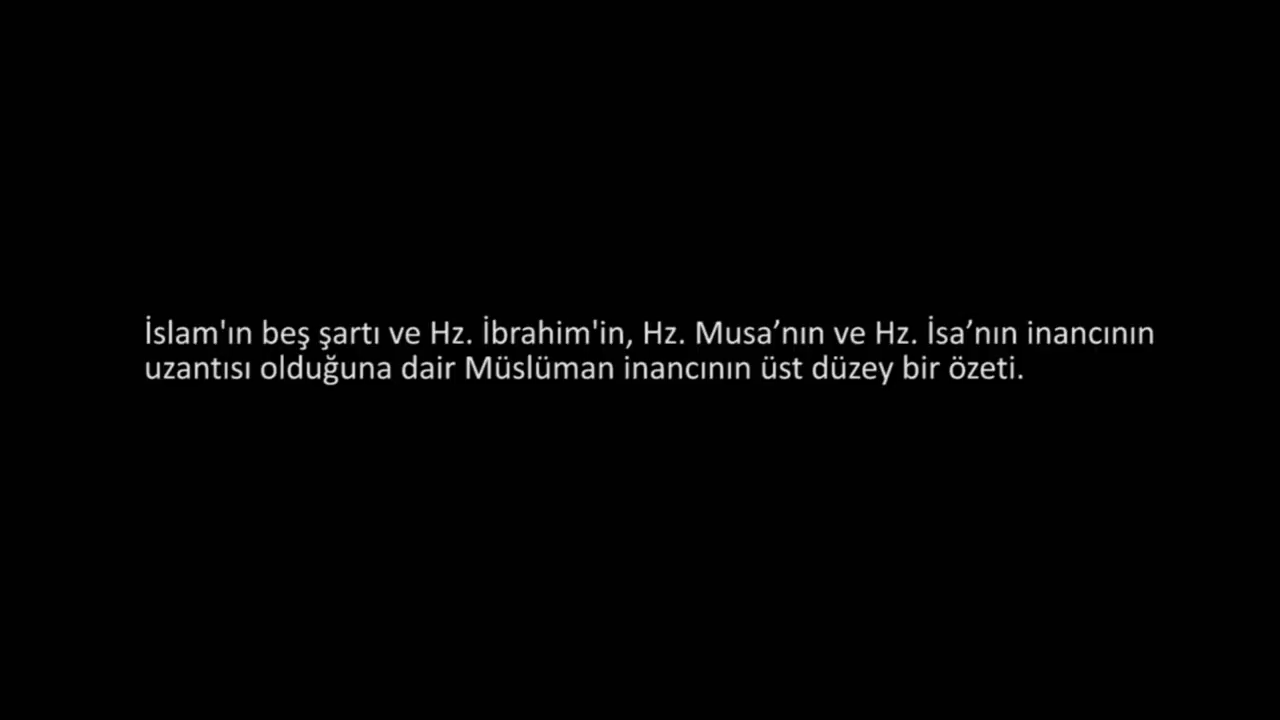 İslam'ın beş şartı ve Hz. İbrahim'in, Hz. Musa’nın ve Hz. İsa’nın inancının
uzantısı olduğuna dair Müslüman inancının üst düzey bir özeti.